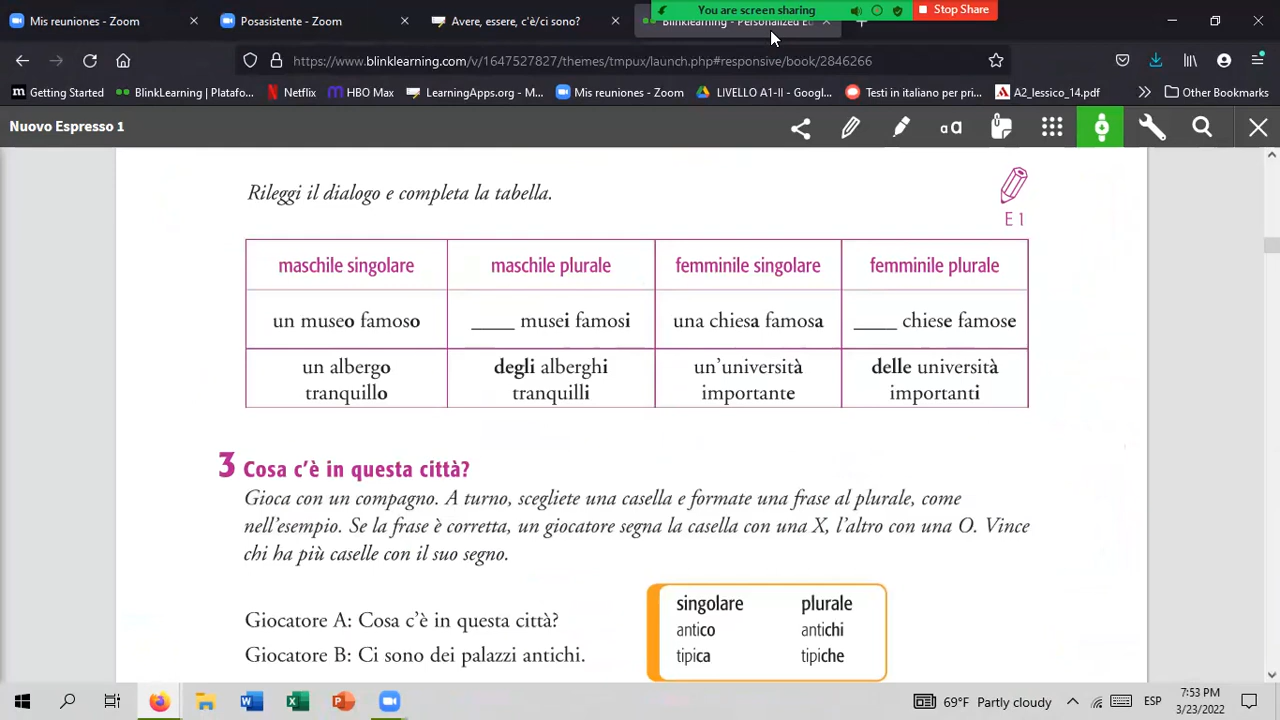 Mis reuniones - Zoom
Posesistente - Zoom
Avere, essere, c'è/ci sono?
You are screen sharing
Stop Share
https://www.blinklearning.com/v/1647527827/themes/tmpux/launch.php#responsive/book/2846266
Getting Started
BlinkLearning (Platafo...
Netflix
HBO Max
LearningApps.org - M...
Mis reuniones - Zoom
LIVELLO A1-II - Googl...
Testi in italiano per pri...
A2_lessico_14.pdf
Other Bookmarks
Nuovo Espresso 1
Rileggi il dialogo e completa la tabella.
E 1
maschile singolare maschile plurale femminile singolare femminile plurale
un museo famoso ____ musei famosi una chiesa famosa ____ chiese famose
un albergo degli alberghi un'università delle università
tranquillo tranquilli importante importanti
3 Cosa c'è in questa città?
Gioca con un compagno. A turno, scegliete una casella e formate una frase al plurale, come
nell'esempio. Se la frase è corretta, un giocatore segna la casella con una X, l'altro con una O. Vince
chi ha più caselle con il suo segno.
Giocatore A: Cosa c'è in questa città?
Giocatore B: Ci sono dei palazzi antichi.
singolare plurale
antico antichi
tipica tipiche
69°F Partly cloudy
ESP
7:53 PM
3/23/2022